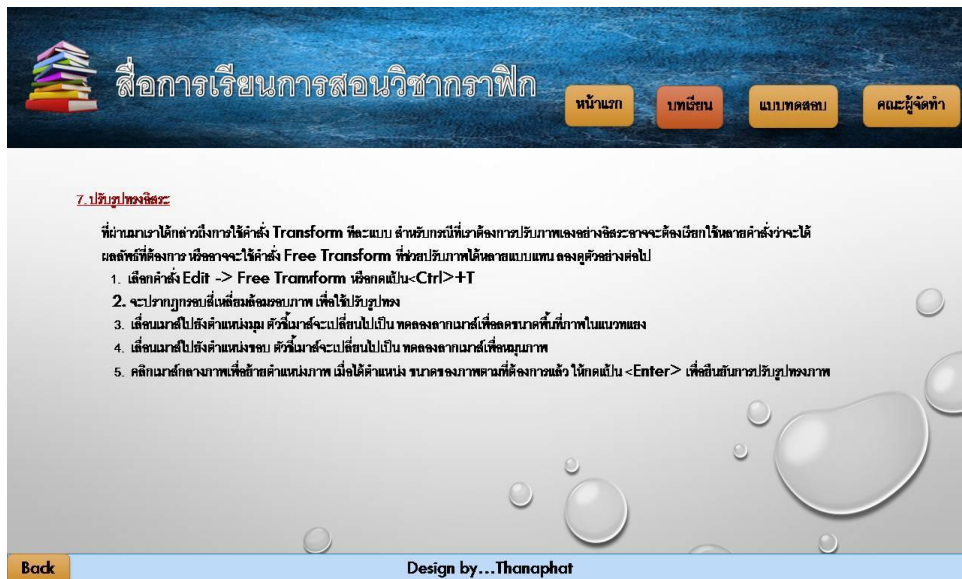 สื่อการเรียนการสอนวิชากราฟิก
หน้าแรก
บทเรียน
แบบทดสอบ
คณะผู้จัดทำ
7. ปรับรูปทรงอิสระ
ที่ผ่านมาเราได้กล่าวถึงการใช้คำสั่ง Transform ทีละแบบ สำหรับกรณีที่เราต้องการปรับภาพเองอย่างอิสระอาจจะต้องเรียกใช้หลายคำสั่งว่าจะได้
ผลลัพธ์ที่ต้องการ หรืออาจจะใช้คำสั่ง Free Transform ที่ช่วยปรับภาพได้หลายแบบแทน ลองดูตัวอย่างต่อไป
1. เลือกคำสั่ง Edit -> Free Tramform หรือกดแป้น<Ctrl>+T
2. จะปรากฏกรอบสี่เหลี่ยมล้อมรอบภาพ เพื่อใช้ปรับรูปทรง
3. เลื่อนเมาส์ไปยังตำแหน่งมุม ตัวชี้เมาส์จะเปลี่ยนไปเป็น ทดลองลากเมาส์เพื่อลดขนาดพื้นที่ภาพในแนวทแยง
4. เลื่อนเมาส์ไปยังตำแหน่งขอบ ตัวชี้เมาส์จะเปลี่ยนไปเป็น ทดลองลากเมาส์เพื่อหมุนภาพ
5. คลิกเมาส์กลางภาพเพื่อย้ายตำแหน่งภาพ เมื่อได้ตำแหน่ง ขนาดของภาพตามที่ต้องการแล้ว ให้กดแป้น <Enter> เพื่อยืนยันการปรับรูปทรงภาพ
Back
Design by...Thanaphat